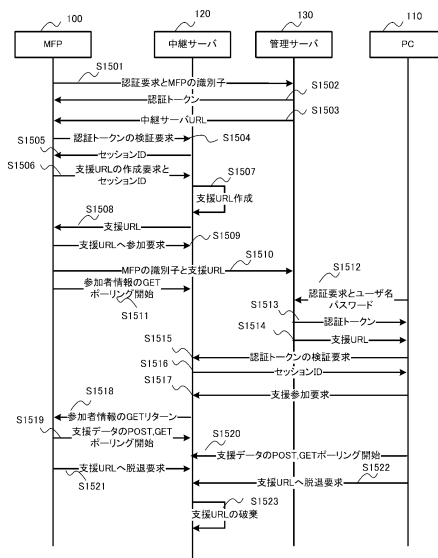 100
120
130
110
MFP
中継サーバ
管理サーバ
PC
S1501
認証要求とMFPの識別子
S1502
認証トークン
S1503
中継サーバURL
S1504
認証トークンの検証要求
S1505
セッションID
S1506
支援URLの作成要求と
セッションID
S1507
支援URL作成
S1508
支援URL
支援URLへ参加要求
S1509
S1510
MFPの識別子と支援URL
参加者情報のGET
ポーリング開始
S1511
S1512
認証要求とユーザ名
パスワード
S1513
認証トークン
S1514
支援URL
S1515
認証トークンの検証要求
S1516
セッションID
S1517
支援参加要求
S1518
参加者情報のGETリターン
S1519
支援データのPOST,GET
ポーリング開始
S1520
支援データのPOST,GETポーリング開始
支援URLへ脱退要求
S1521
支援URLへ脱退要求
S1522
S1523
支援URLの破棄